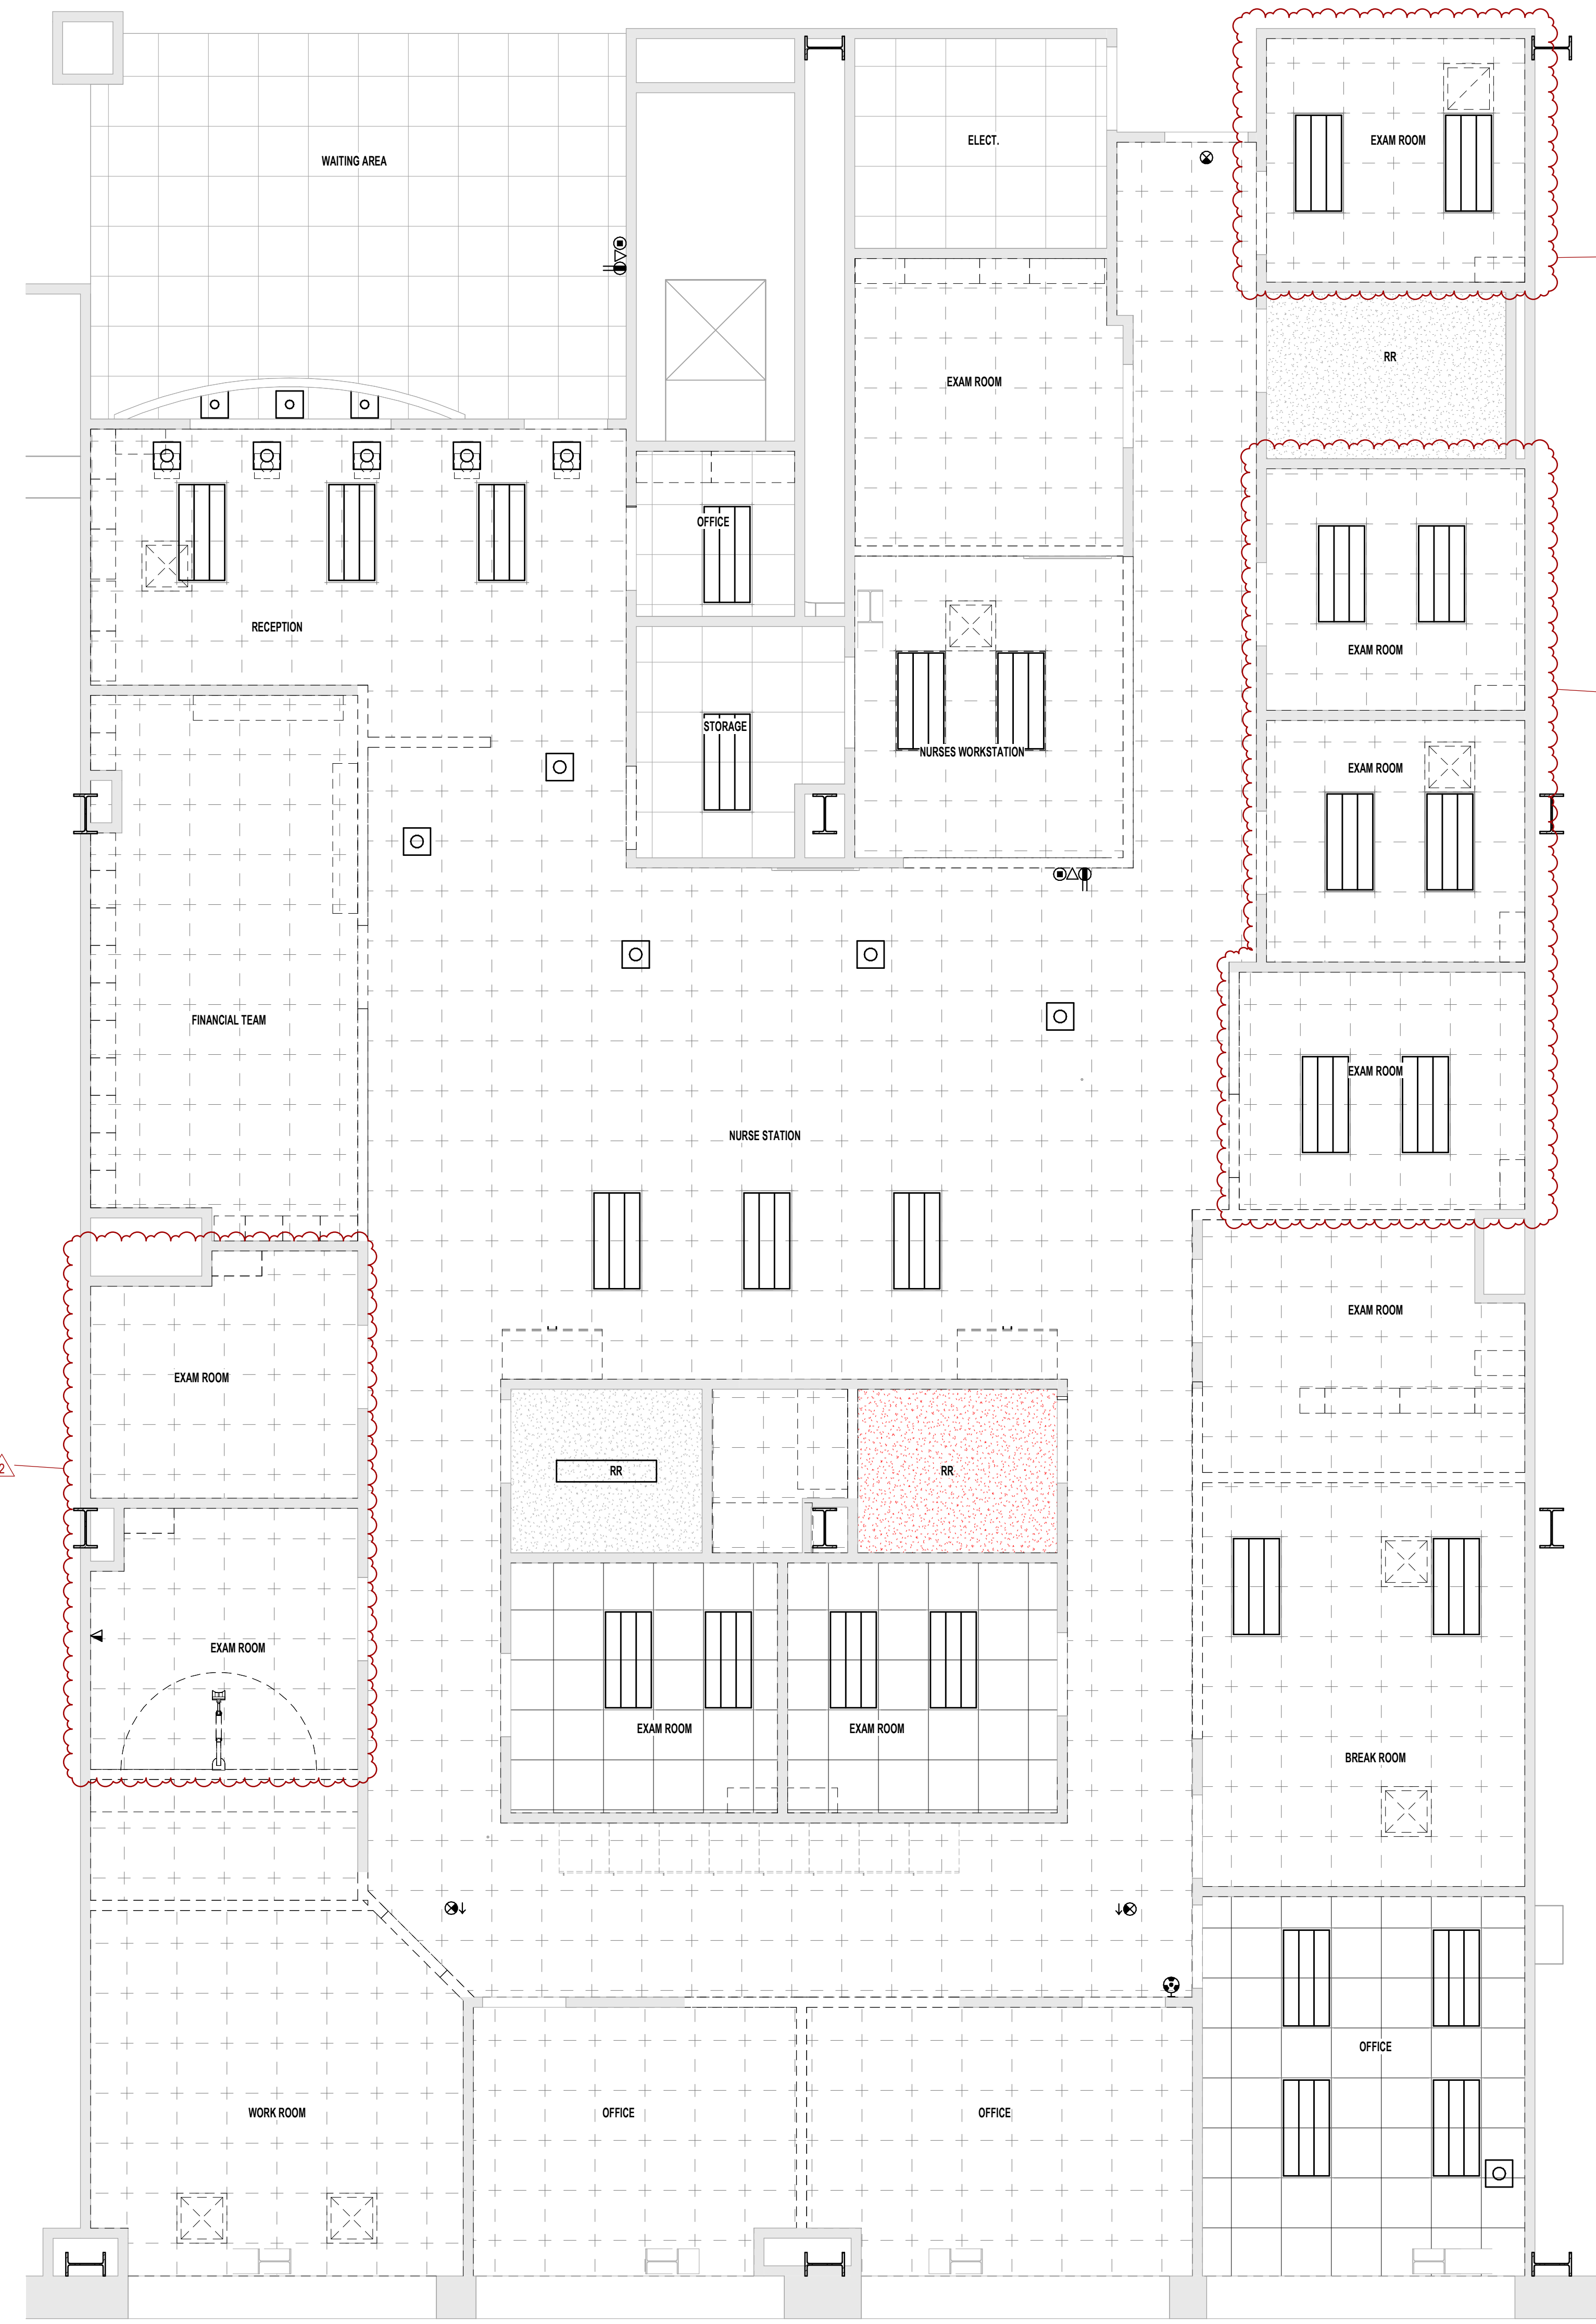 WAITING AREA
ELECT.
EXAM ROOM
RR
EXAM ROOM
OFFICE
RECEPTION
EXAM ROOM
STORAGE
NURSES WORKSTATION
EXAM ROOM
FINANCIAL TEAM
EXAM ROOM
NURSE STATION
EXAM ROOM
EXAM ROOM
2
RR
RR
EXAM ROOM
EXAM ROOM
EXAM ROOM
BREAK ROOM
OFFICE
WORK ROOM
OFFICE
OFFICE